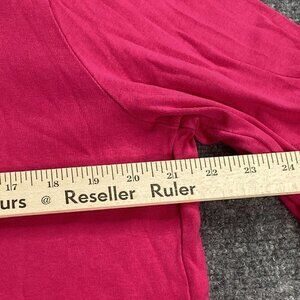 17 18 19 20 21 22 23 24
urs @ Reseller Ruler